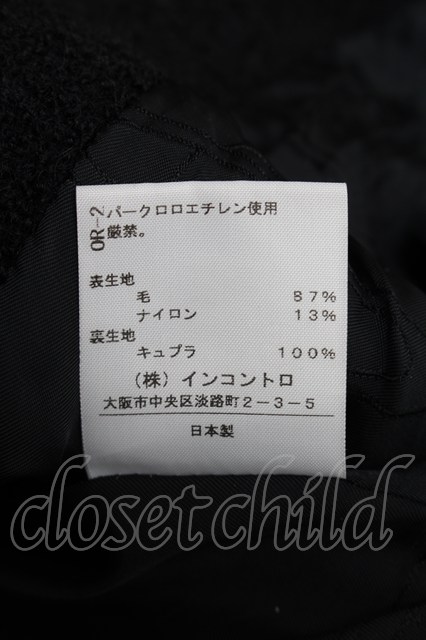 OR-2
パークロロエチレン使用
厳禁。
表生地
毛 87%
ナイロン 13%
裏生地
キュプラ 100%
(株)インコントロ
大阪市中央区淡路町2-3-5
日本製
closetchild